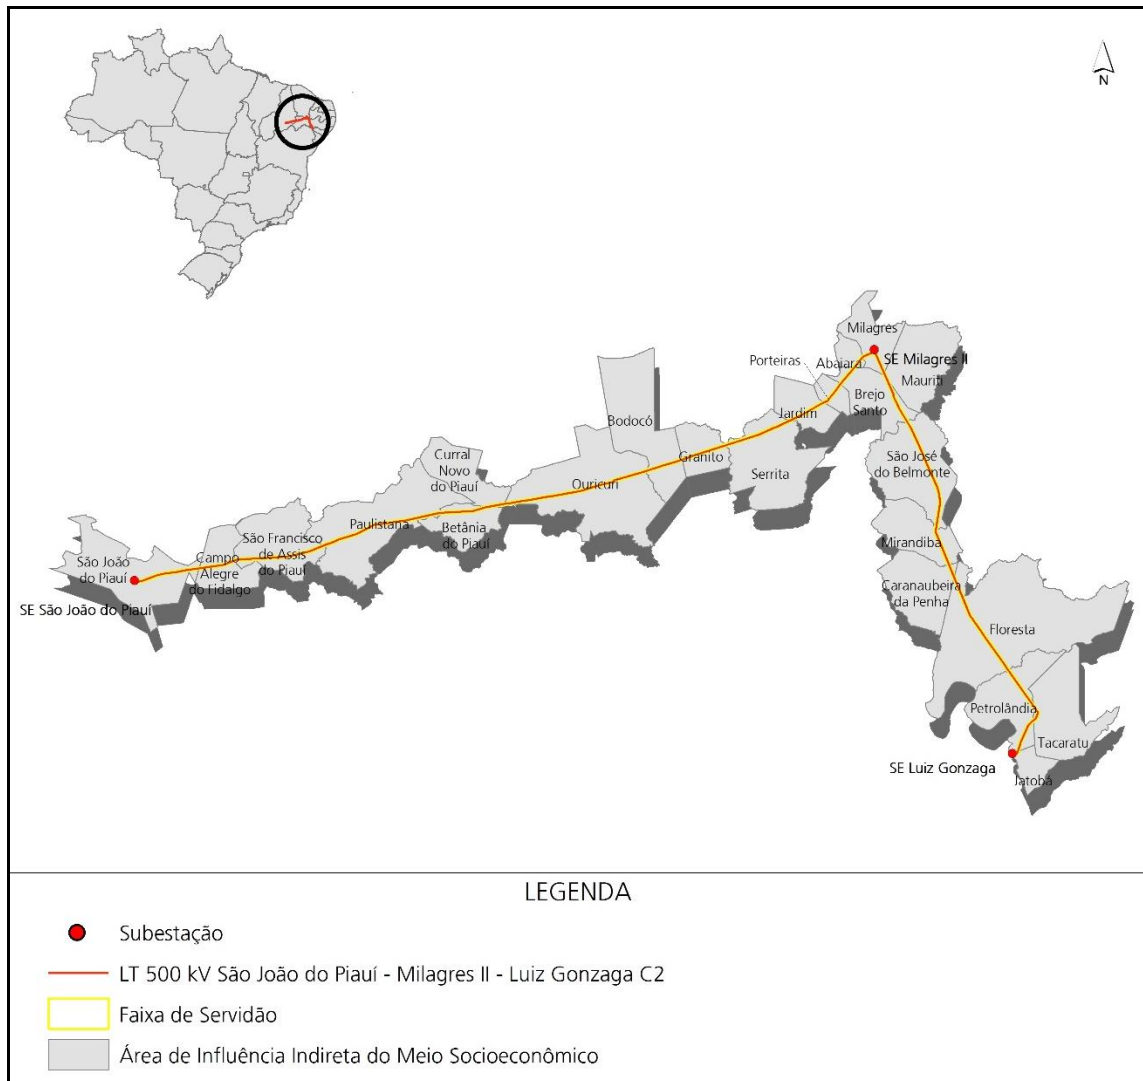 N
Milagres
SE Milagres II
Porteiras
Abaiara
Mauriti
Brejo
Santo
Jardim
Bodocó
Granito
Serrita
São José
do Belmonte
Curral
Novo
do Piauí
Ouricuri
Paulistana
Betânia
do Piauí
São Francisco
de Assis
do Piauí
Campo
Alegre
do Fidalgo
São João
do Piauí
SE São João do Piauí
Mirandiba
Caranaubeira
da Penha
Floresta
Petrolândia
Tacaratu
SE Luiz Gonzaga
Jatobá
LEGENDA
Subestação
LT 500 kV São João do Piauí - Milagres II - Luiz Gonzaga C2
Faixa de Servidão
Área de Influência Indireta do Meio Socioeconômico